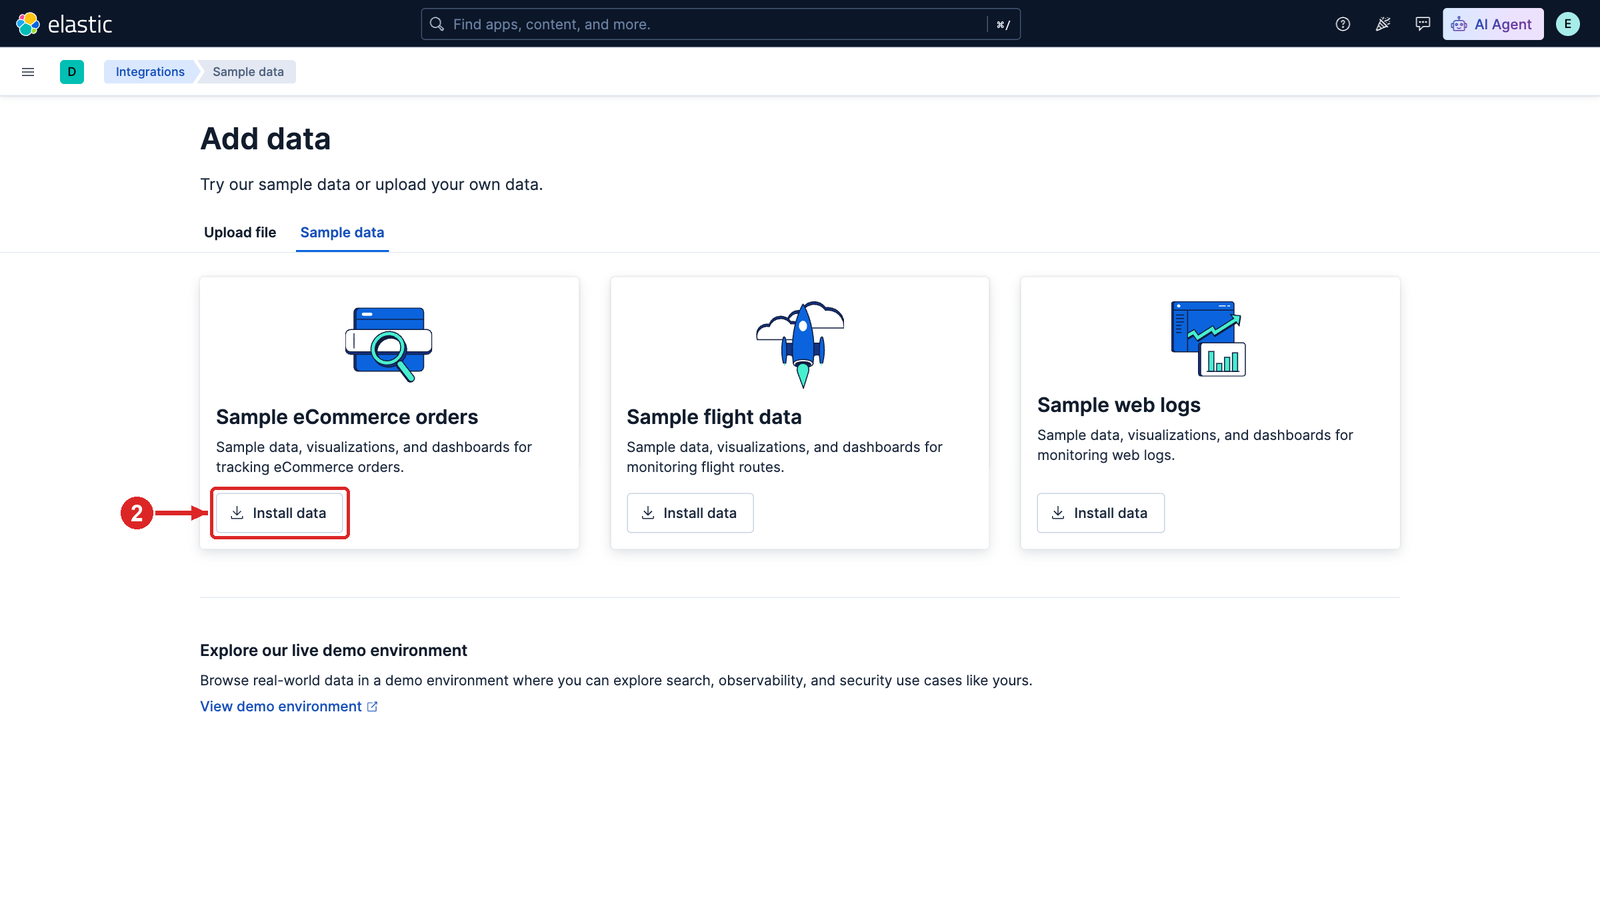 elastic
Find apps, content, and more.
⌘/
AI Agent
E
D
Integrations
Sample data
Add data
Try our sample data or upload your own data.
Upload file
Sample data
Sample eCommerce orders
Sample data, visualizations, and dashboards for
tracking eCommerce orders.
2
Install data
Sample flight data
Sample data, visualizations, and dashboards for
monitoring flight routes.
Install data
Sample web logs
Sample data, visualizations, and dashboards for
monitoring web logs.
Install data
Explore our live demo environment
Browse real-world data in a demo environment where you can explore search, observability, and security use cases like yours.
View demo environment